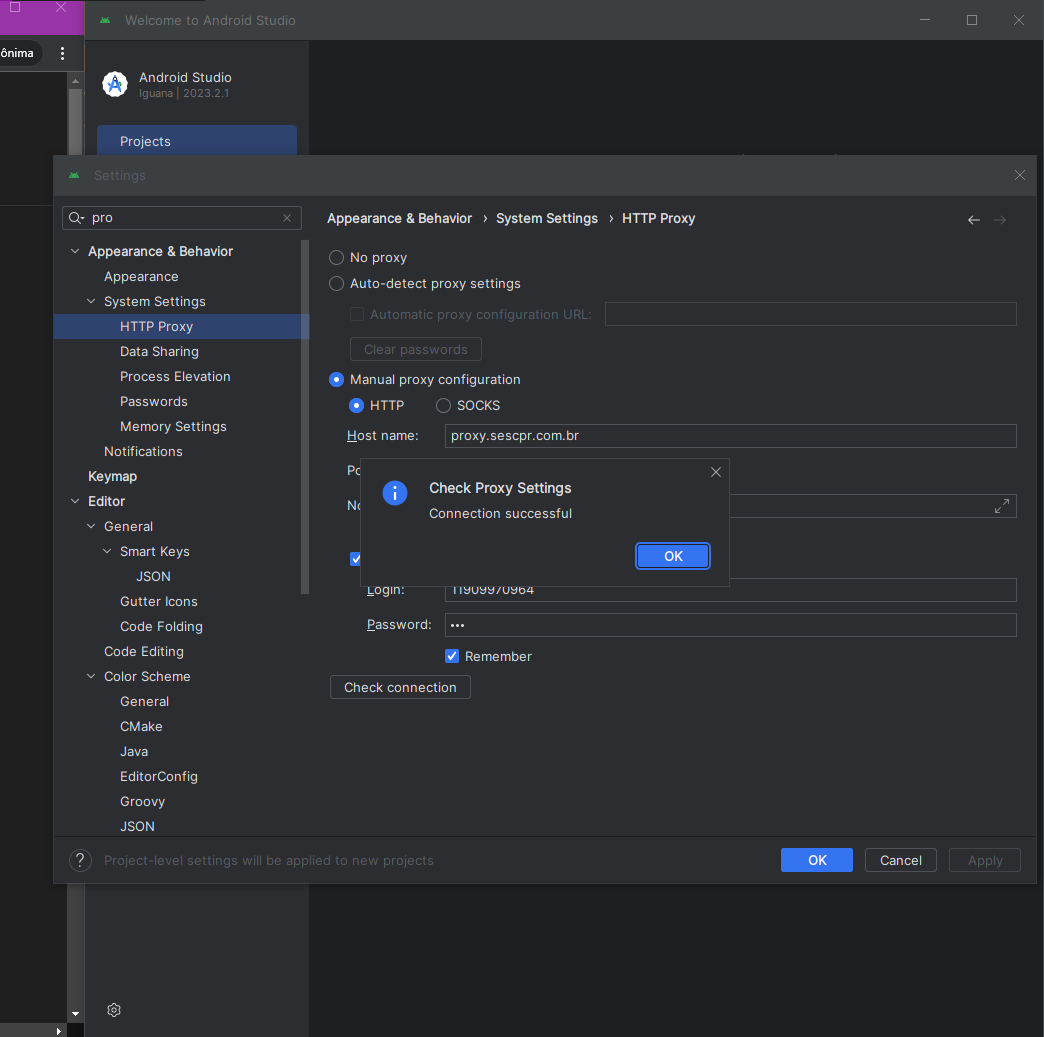 Welcome to Android Studio
ônima
Android Studio
Iguana | 2023.2.1
Projects
Settings
pro
Appearance & Behavior
Appearance
System Settings
HTTP Proxy
Data Sharing
Process Elevation
Passwords
Memory Settings
Notifications
Keymap
Editor
General
Smart Keys
JSON
Gutter Icons
Code Folding
Code Editing
Color Scheme
General
CMake
Java
EditorConfig
Groovy
JSON
Appearance & Behavior › System Settings › HTTP Proxy
No proxy
Auto-detect proxy settings
Automatic proxy configuration URL:
Clear passwords
Manual proxy configuration
HTTP SOCKS
Host name: proxy.sescpr.com.br
Po
No
Check Proxy Settings
Connection successful
OK
Login: 11909970964
Password: •••
Remember
Check connection
? Project-level settings will be applied to new projects
OK Cancel Apply